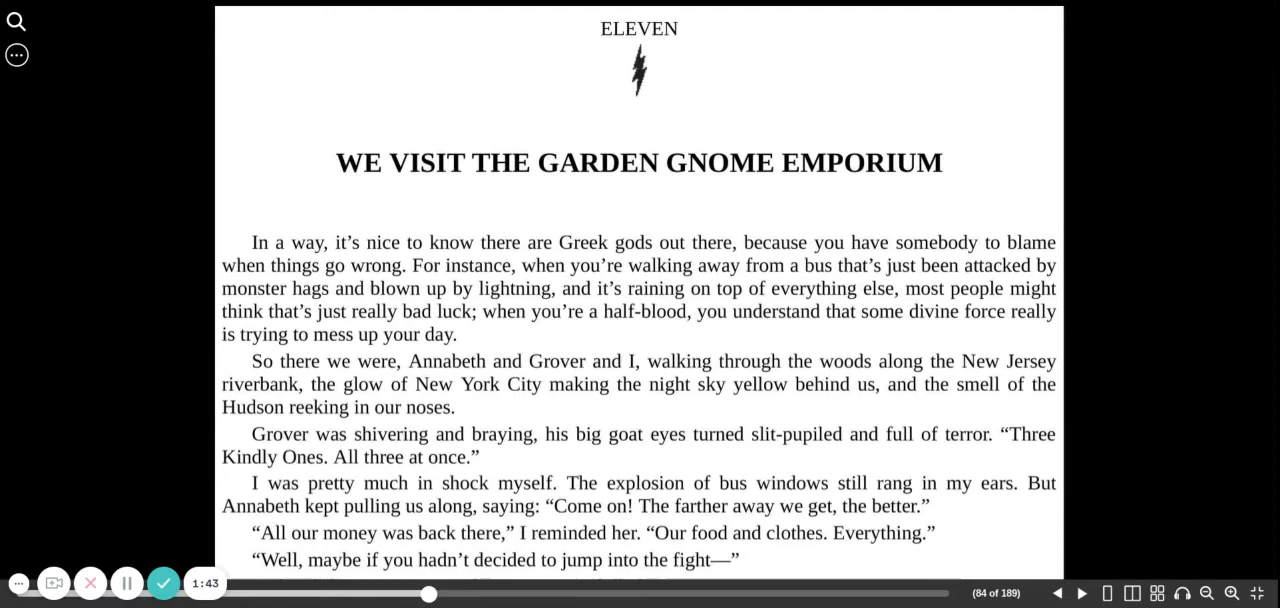 ELEVEN
WE VISIT THE GARDEN GNOME EMPORIUM
In a way, it’s nice to know there are Greek gods out there, because you have somebody to blame
when things go wrong. For instance, when you’re walking away from a bus that’s just been attacked by
monster hags and blown up by lightning, and it’s raining on top of everything else, most people might
think that’s just really bad luck; when you’re a half-blood, you understand that some divine force really
is trying to mess up your day.
So there we were, Annabeth and Grover and I, walking through the woods along the New Jersey
riverbank, the glow of New York City making the night sky yellow behind us, and the smell of the
Hudson reeking in our noses.
Grover was shivering and braying, his big goat eyes turned slit-pupiled and full of terror. “Three
Kindly Ones. All three at once.”
I was pretty much in shock myself. The explosion of bus windows still rang in my ears. But
Annabeth kept pulling us along, saying: “Come on! The farther away we get, the better.”
“All our money was back there,” I reminded her. “Our food and clothes. Everything.”
“Well, maybe if you hadn’t decided to jump into the fight—”
1:43
(84 of 189)